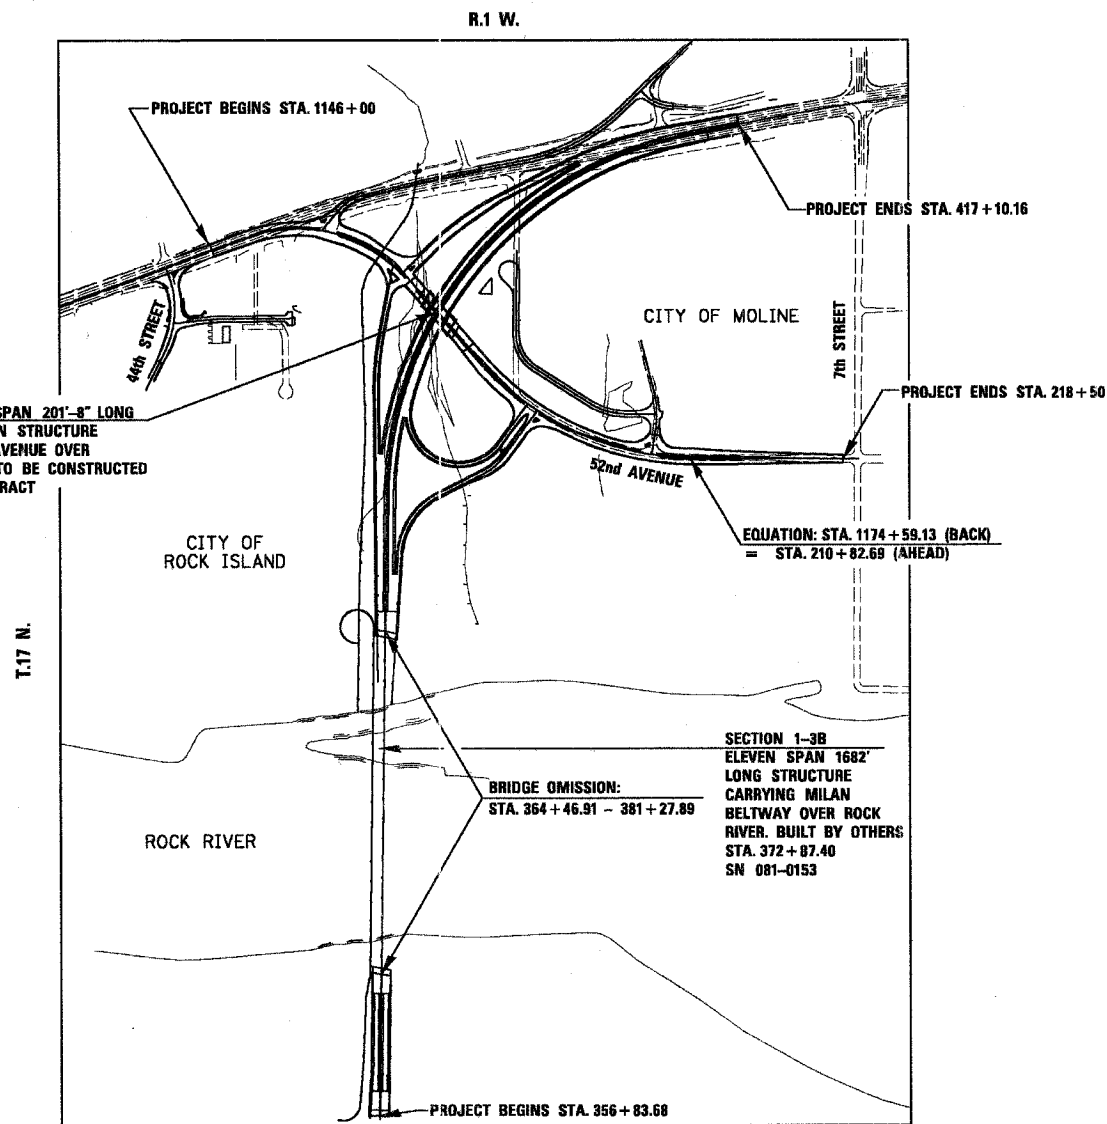 R.1 W.
PROJECT BEGINS STA. 1146+00
PROJECT ENDS STA. 417+10.16
CITY OF MOLINE
7th STREET
44th STREET
PROJECT ENDS STA. 218+50
SPAN 201'-8" LONG
N STRUCTURE
AVENUE OVER
TO BE CONSTRUCTED
RACT
52nd AVENUE
EQUATION: STA. 1174+59.13 (BACK)
= STA. 210+82.69 (AHEAD)
CITY OF
ROCK ISLAND
T.17 N.
SECTION 1-3B
ELEVEN SPAN 1682'
LONG STRUCTURE
CARRYING MILAN
BELTWAY OVER ROCK
RIVER. BUILT BY OTHERS
STA. 372+87.40
SN 081-0153
BRIDGE OMISSION:
STA. 364+46.91 - 381+27.89
ROCK RIVER
PROJECT BEGINS STA. 356+83.68